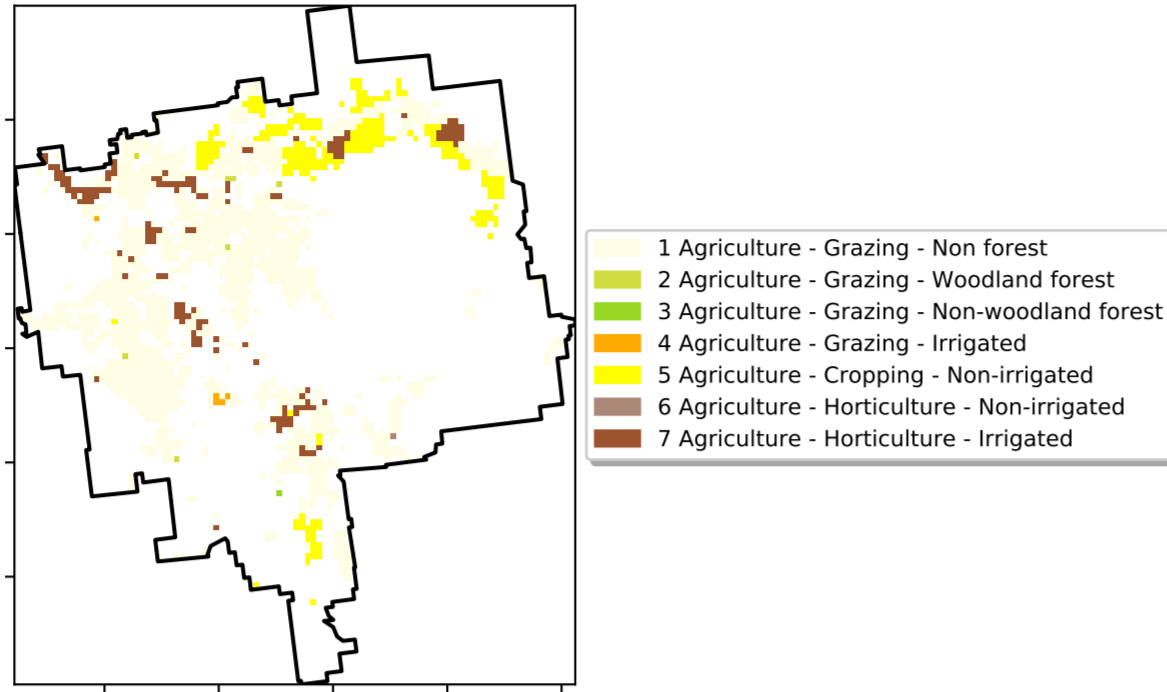 1 Agriculture - Grazing - Non forest
2 Agriculture - Grazing - Woodland forest
3 Agriculture - Grazing - Non-woodland forest
4 Agriculture - Grazing - Irrigated
5 Agriculture - Cropping - Non-irrigated
6 Agriculture - Horticulture - Non-irrigated
7 Agriculture - Horticulture - Irrigated